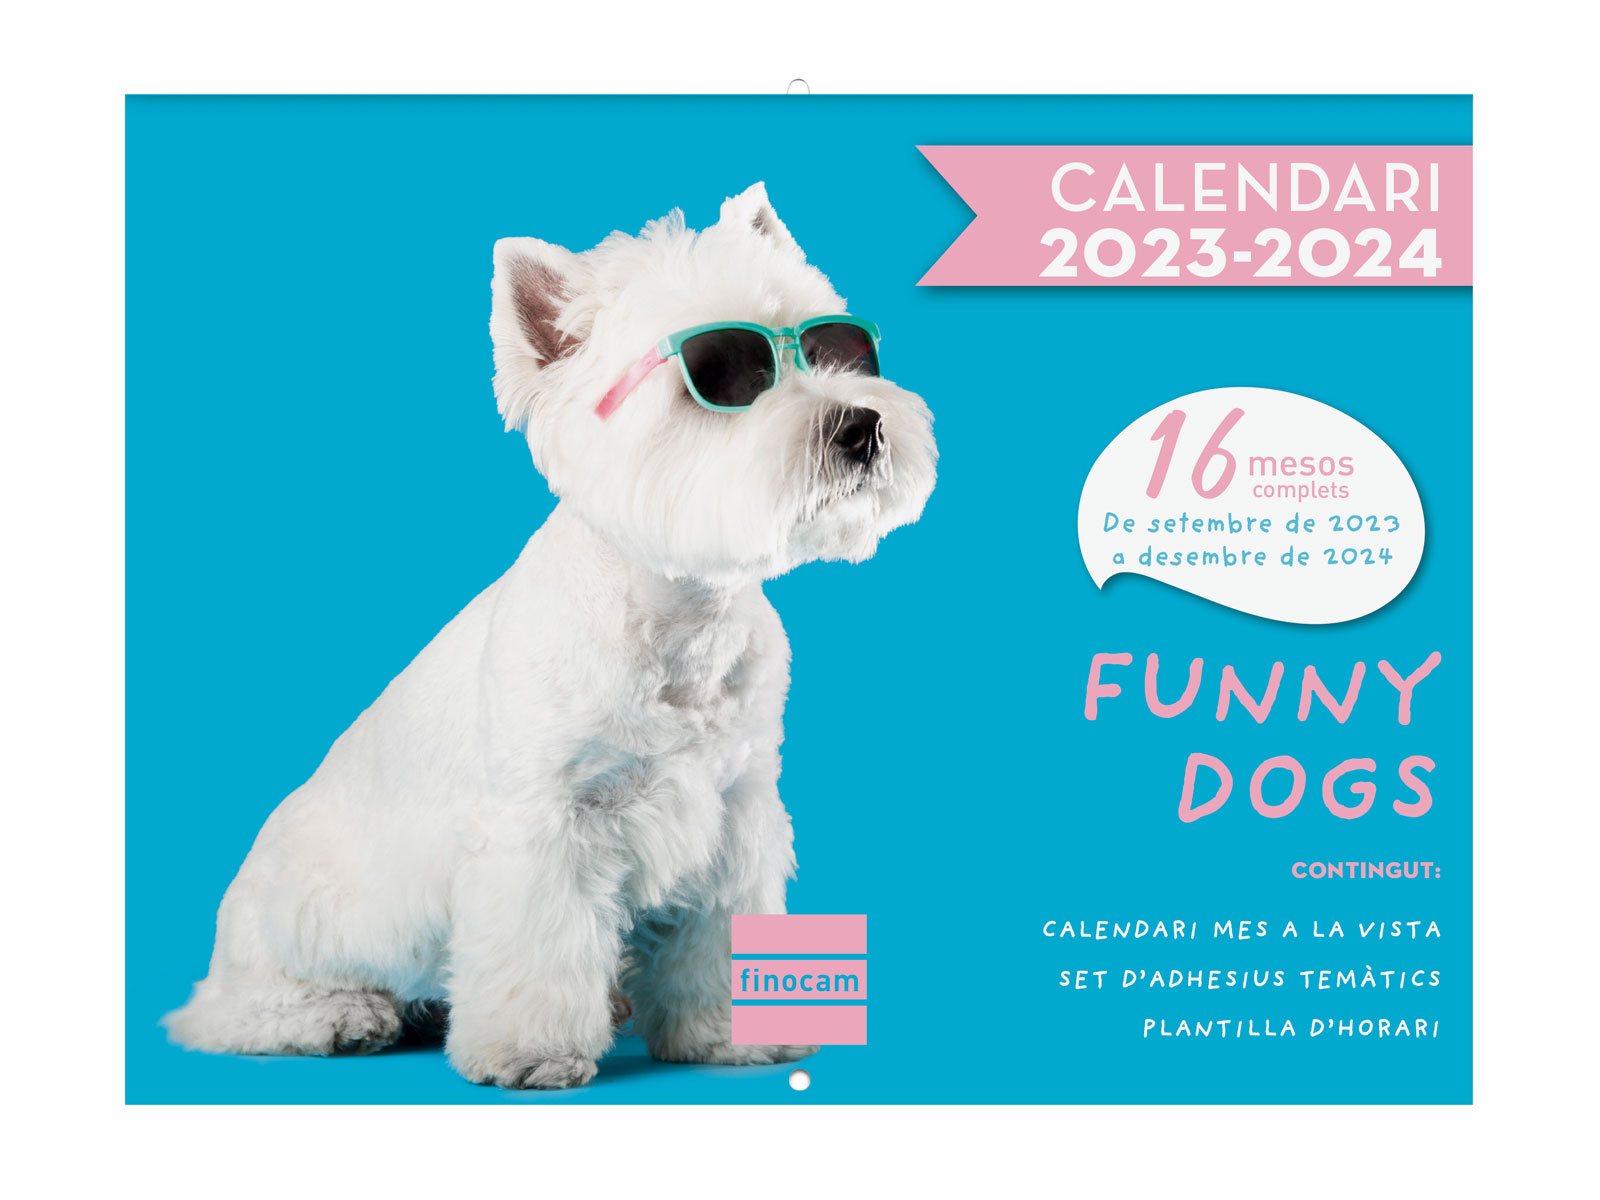 CALENDARI
2023-2024
16 mesos
complets
De setembre de 2023
a desembre de 2024
FUNNY
DOGS
CONTINGUT:
CALENDARI MES A LA VISTA
SET D'ADHESIUS TEMÀTICS
PLANTILLA D'HORARI
finocam